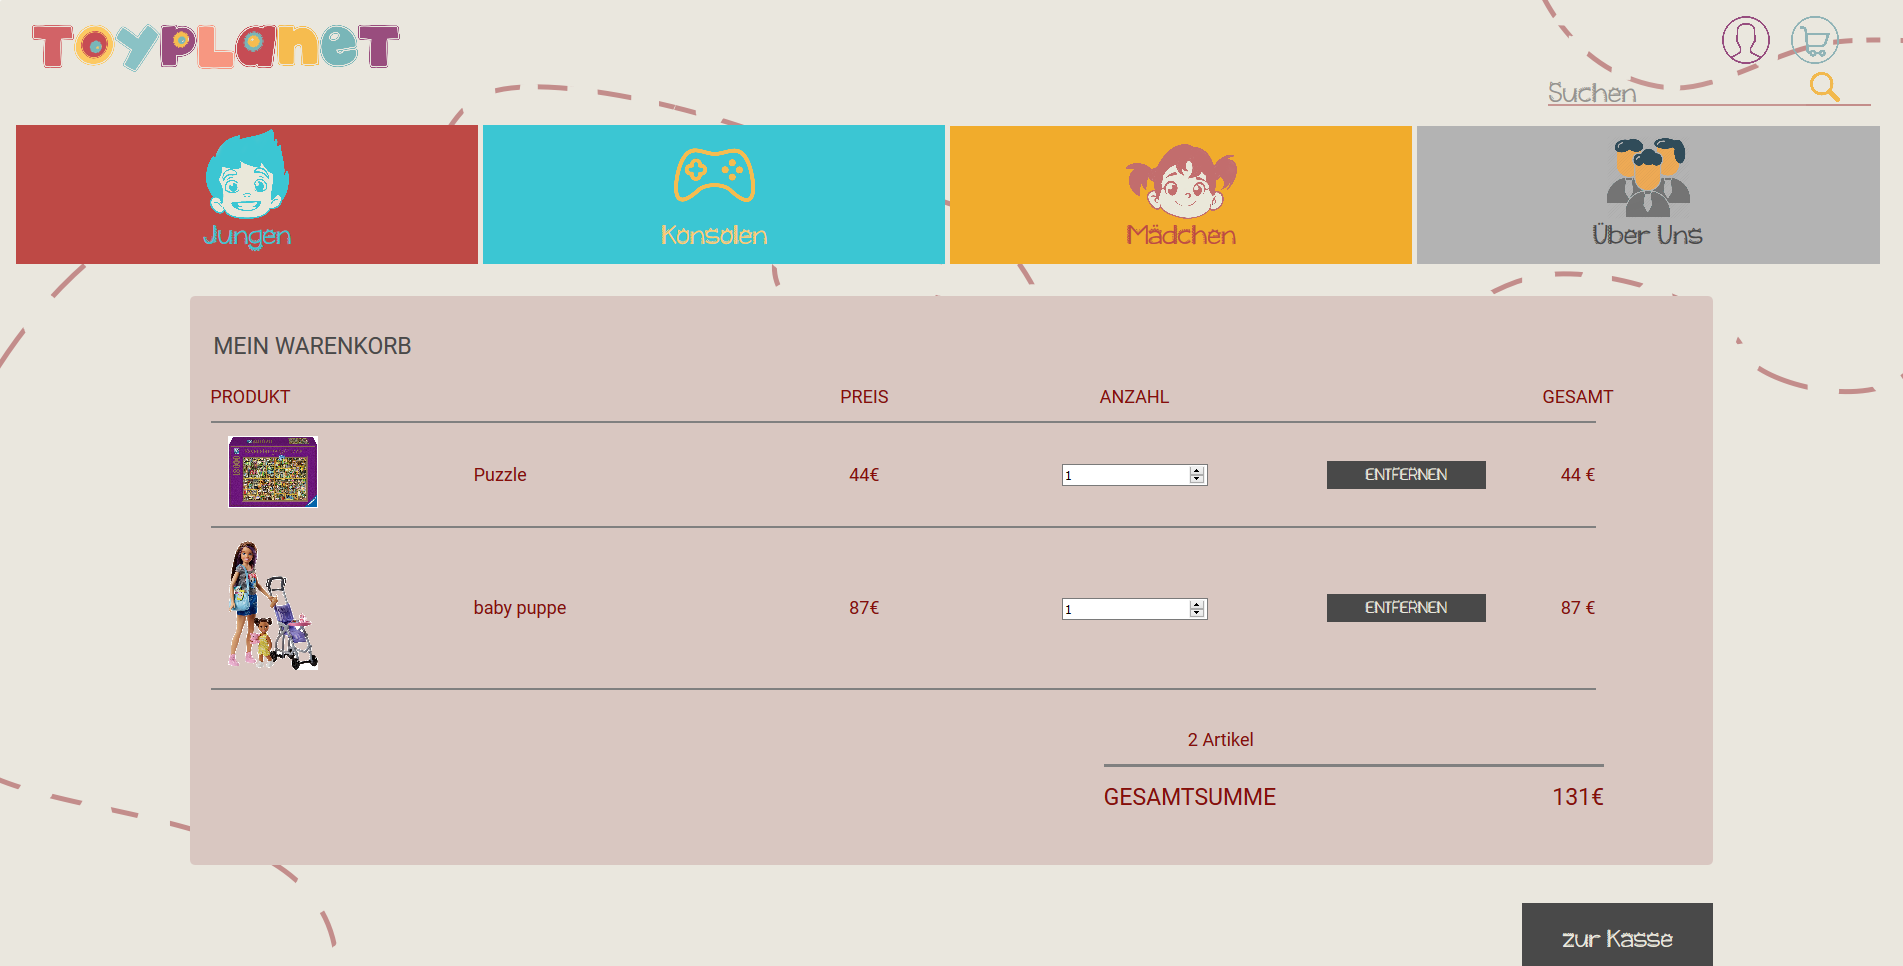 Toyplanet
Suchen
Jungen
Konsolen
Mädchen
Über Uns
MEIN WARENKORB
PRODUKT PREIS ANZAHL GESAMT
Puzzle 44€ 1 ENTFERNEN 44 €
baby puppe 87€ 1 ENTFERNEN 87 €
2 Artikel
GESAMTSUMME 131€
zur Kasse